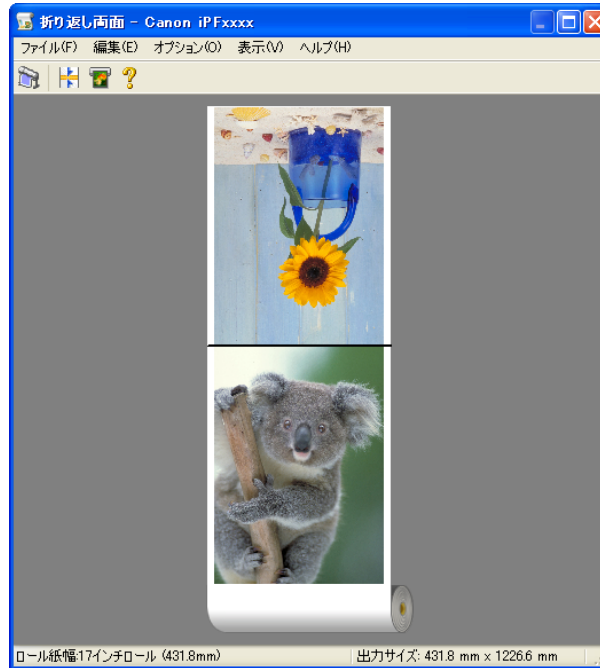 折り返し両面 - Canon iPFxxxx
ファイル(F) 編集(E) オプション(O) 表示(V) ヘルプ(H)
ロール紙幅:17インチロール (431.8mm) 出力サイズ: 431.8 mm x 1226.6 mm